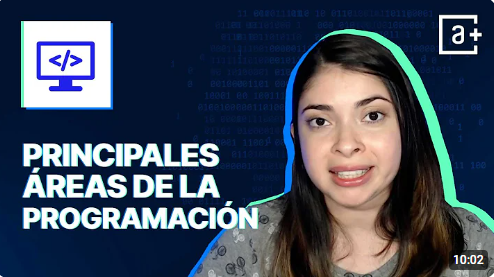 </>
a+
PRINCIPALES
ÁREAS DE LA
PROGRAMACIÓN
10:02